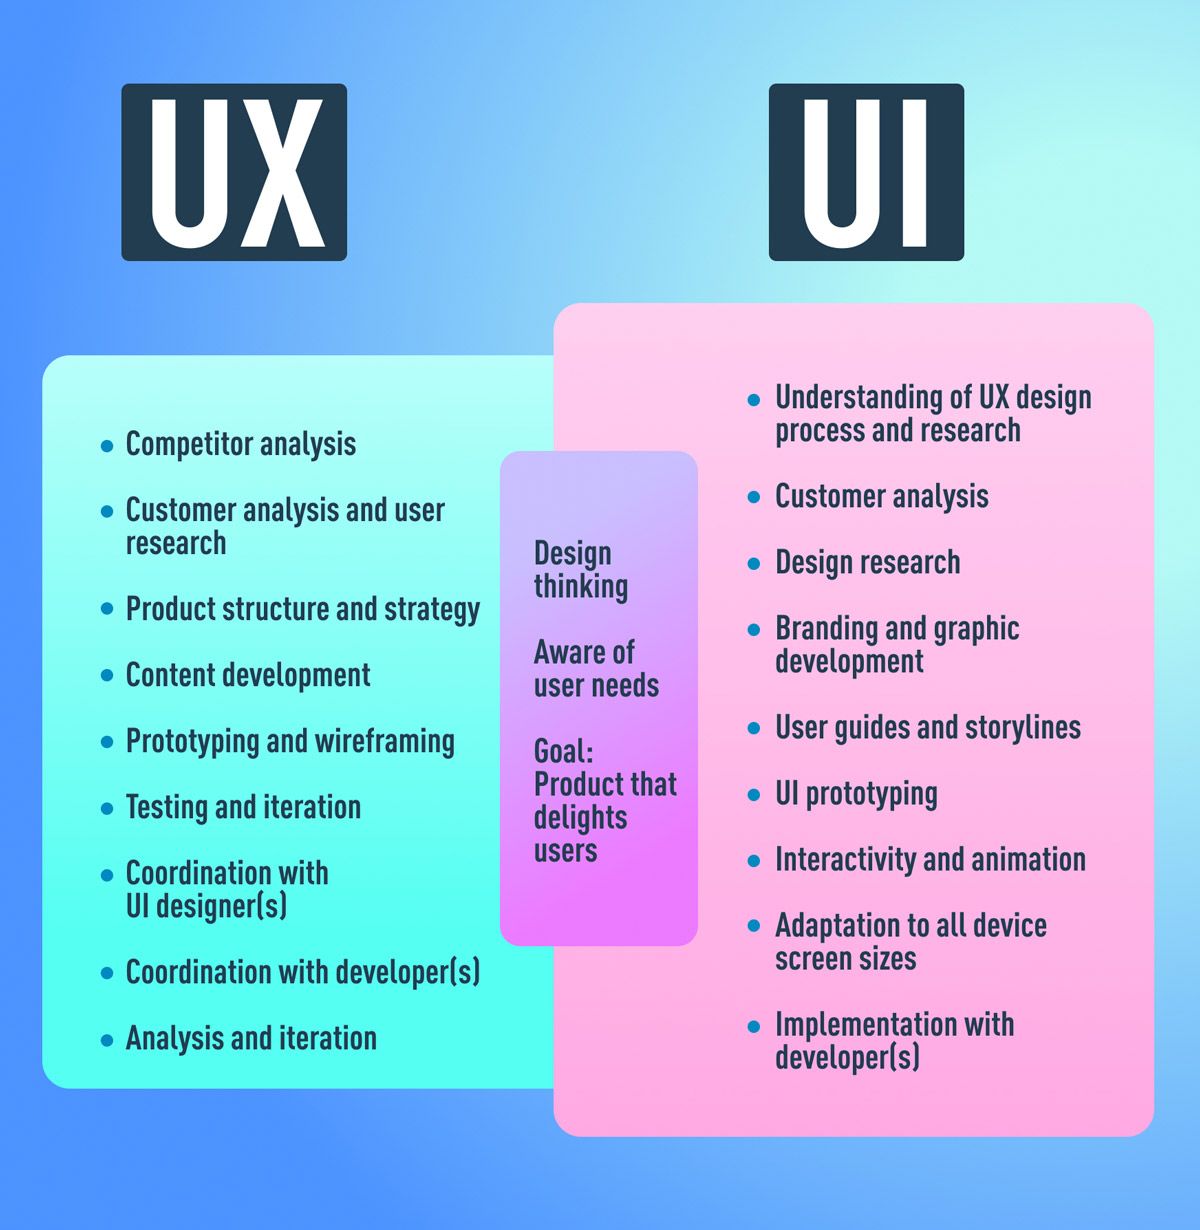 UX
UI
Competitor analysis
Customer analysis and user
research
Product structure and strategy
Content development
Prototyping and wireframing
Testing and iteration
Coordination with
UI designer(s)
Coordination with developer(s)
Analysis and iteration
Design
thinking
Aware of
user needs
Goal:
Product that
delights
users
Understanding of UX design
process and research
Customer analysis
Design research
Branding and graphic
development
User guides and storylines
UI prototyping
Interactivity and animation
Adaptation to all device
screen sizes
Implementation with
developer(s)